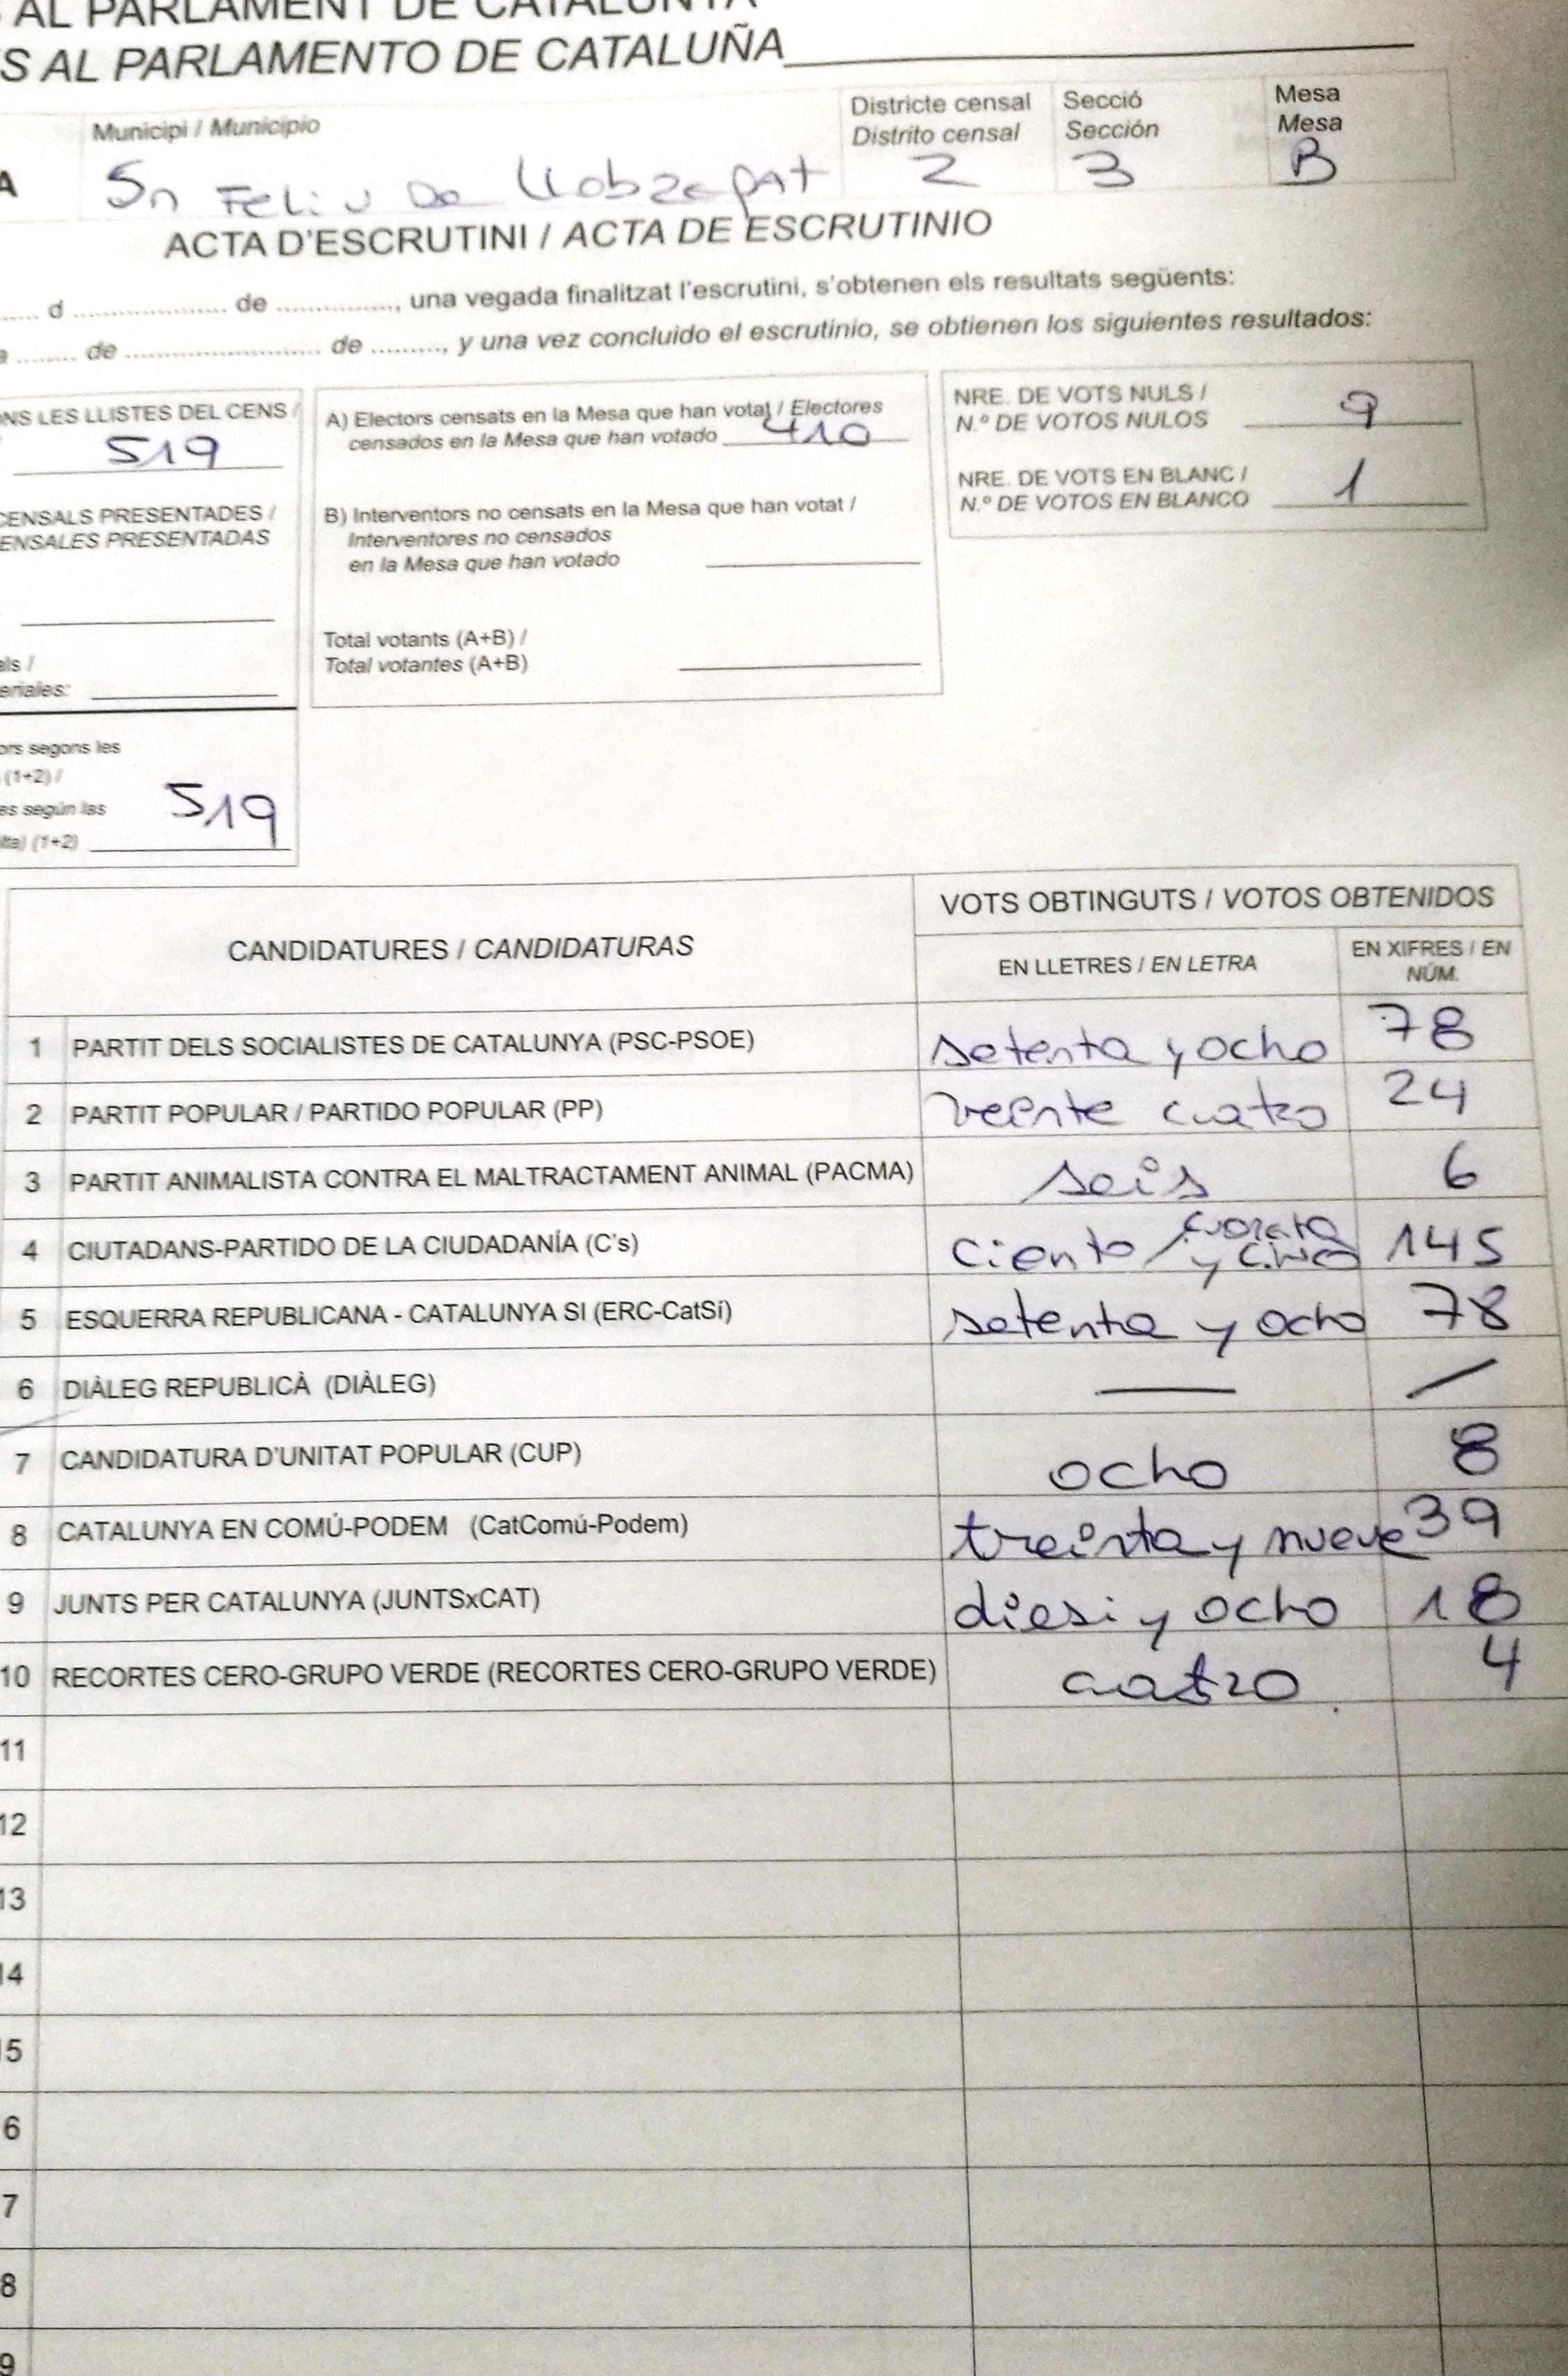 AL PARLAMENT DE CATALUNYA
S AL PARLAMENTO DE CATALUÑA
Municipi / Municipio
Districte censal
Distrito censal
Secció
Sección
Mesa
Mesa
A
Sn Feliu De Llobregat
2
3
B
ACTA D'ESCRUTINI / ACTA DE ESCRUTINIO
d de , una vegada finalitzat l'escrutini, s'obtenen els resultats següents:
de de , y una vez concluido el escrutinio, se obtienen los siguientes resultados:
ONS LES LLISTES DEL CENS /
519
CENSALS PRESENTADES /
ENSALES PRESENTADAS
als /
eriales:
ors segons les
(1+2) /
es según las
lta) (1+2)
519
A) Electors censats en la Mesa que han votat / Electores
censados en la Mesa que han votado 410
B) Interventors no censats en la Mesa que han votat /
Interventores no censados
en la Mesa que han votado
Total votants (A+B) /
Total votantes (A+B)
NRE. DE VOTS NULS /
N.º DE VOTOS NULOS 9
NRE. DE VOTS EN BLANC /
N.º DE VOTOS EN BLANCO 1
CANDIDATURES / CANDIDATURAS
VOTS OBTINGUTS / VOTOS OBTENIDOS
EN LLETRES / EN LETRA
EN XIFRES / EN
NÚM.
1 PARTIT DELS SOCIALISTES DE CATALUNYA (PSC-PSOE) setenta y ocho 78
2 PARTIT POPULAR / PARTIDO POPULAR (PP) veinte cuatro 24
3 PARTIT ANIMALISTA CONTRA EL MALTRACTAMENT ANIMAL (PACMA) seis 6
4 CIUTADANS-PARTIDO DE LA CIUDADANÍA (C's) ciento / y cinco 145
5 ESQUERRA REPUBLICANA - CATALUNYA SI (ERC-CatSí) setenta y ocho 78
6 DIÀLEG REPUBLICÀ (DIÀLEG) — /
7 CANDIDATURA D'UNITAT POPULAR (CUP) ocho 8
8 CATALUNYA EN COMÚ-PODEM (CatComú-Podem) treinta y nueve 39
9 JUNTS PER CATALUNYA (JUNTSxCAT) diesi y ocho 18
10 RECORTES CERO-GRUPO VERDE (RECORTES CERO-GRUPO VERDE) cuatro 4
11
12
13
14
15
6
7
8
9